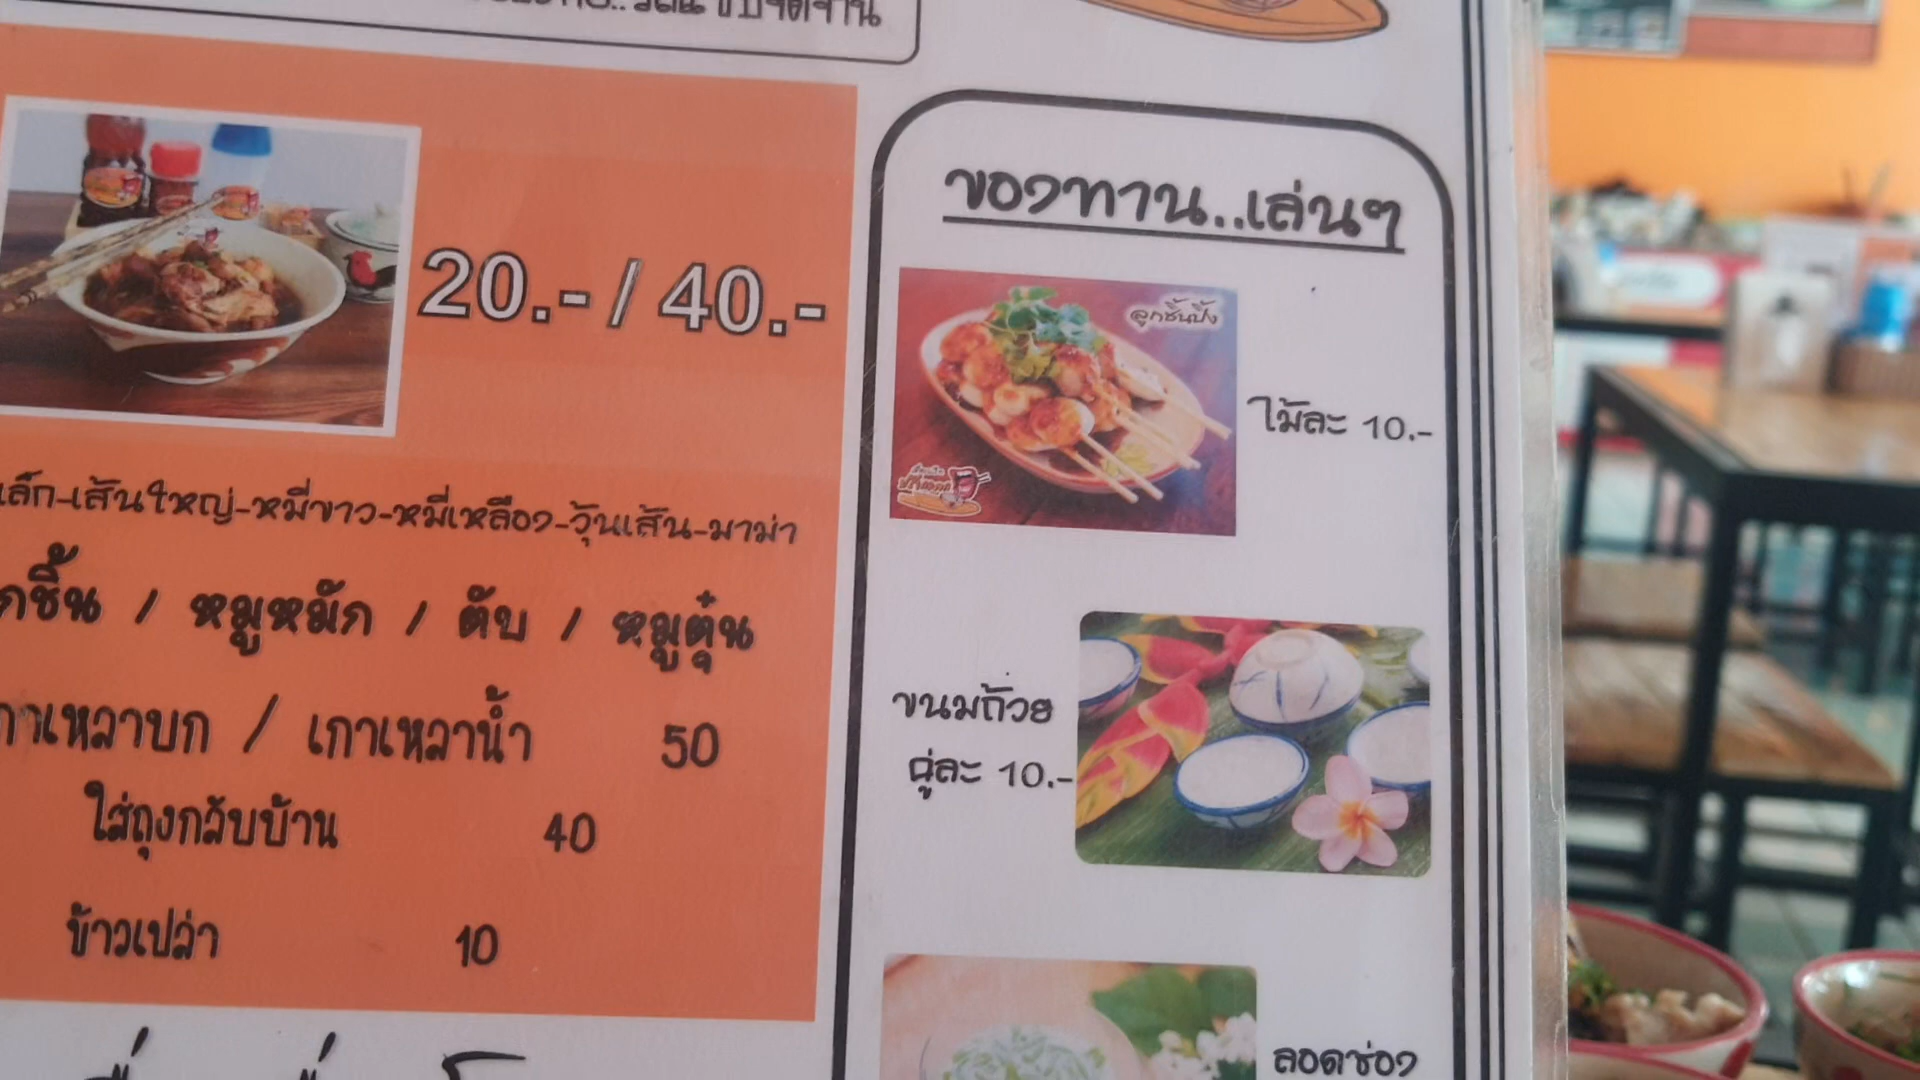 20.- / 40.-
เล็ก-เส้นใหญ่-หมี่ขาว-หมี่เหลือง-วุ้นเส้น-มาม่า
กชิ้น / หมูหมัก / ตับ / หมูตุ๋น
กาเหลาบก / เกาเหลาน้ำ 50
ใส่ถุงกลับบ้าน 40
ข้าวเปล่า 10
ของทาน..เล่นๆ
ลูกชิ้นปิ้ง
ไม้ละ 10.-
ขนมถ้วย
คู่ละ 10.-
ลอดช่อง